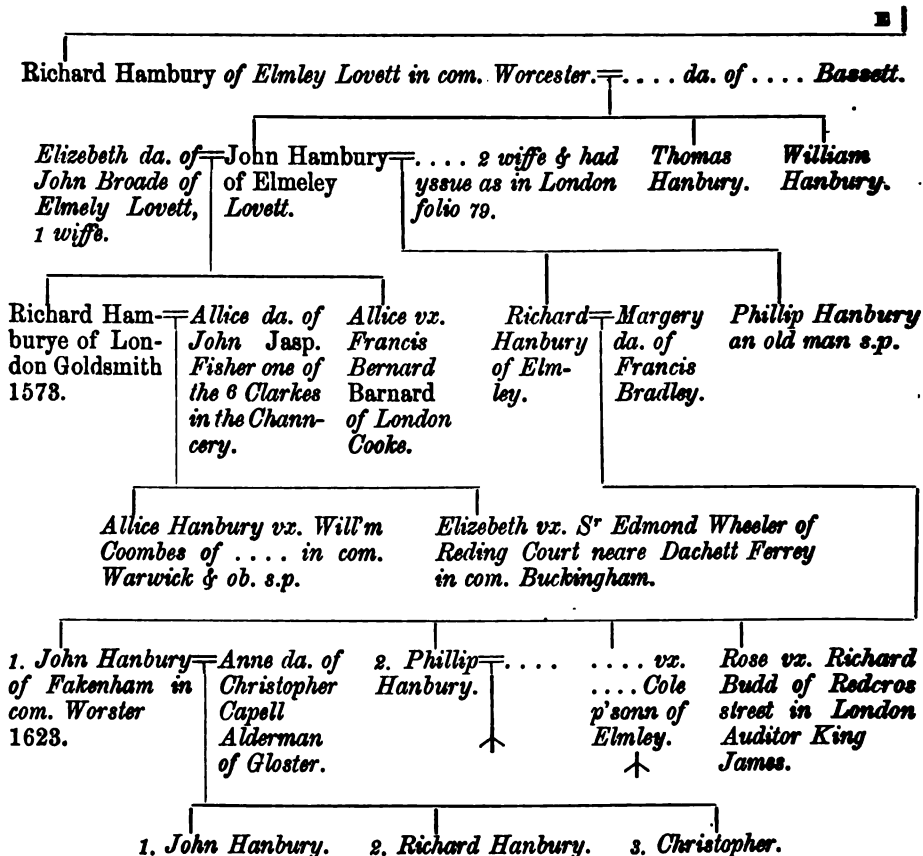 E
Richard Hambury of Elmley Lovett in com. Worcester.=.... da. of .... Bassett.
Elizebeth da. of
John Broade of
Elmely Lovett,
1 wiffe.
John Hambury
of Elmeley
Lovett.
.... 2 wiffe & had
yssue as in London
folio 79.
Thomas
Hanbury.
William
Hanbury.
Richard Ham-
burye of Lon-
don Goldsmith
1573.
Allice da. of
John Jasp.
Fisher one of
the 6 Clarkes
in the Chann-
cery.
Allice vx.
Francis
Bernard
Barnard
of London
Cooke.
Richard
Hanbury
of Elm-
ley.
Margery
da. of
Francis
Bradley.
Phillip Hanbury
an old man s.p.
Allice Hanbury vx. Will'm
Coombes of .... in com.
Warwick & ob. s.p.
Elizebeth vx. Sr Edmond Wheeler of
Reding Court neare Dachett Ferrey
in com. Buckingham.
1. John Hanbury
of Fakenham in
com. Worster
1623.
Anne da. of
Christopher
Capell
Alderman
of Gloster.
2. Phillip=....
Hanbury.
.... vx.
....Cole
p'sonn of
Elmley.
Rose vx. Richard
Budd of Redcros
street in London
Auditor King
James.
1. John Hanbury.
2. Richard Hanbury.
3. Christopher.